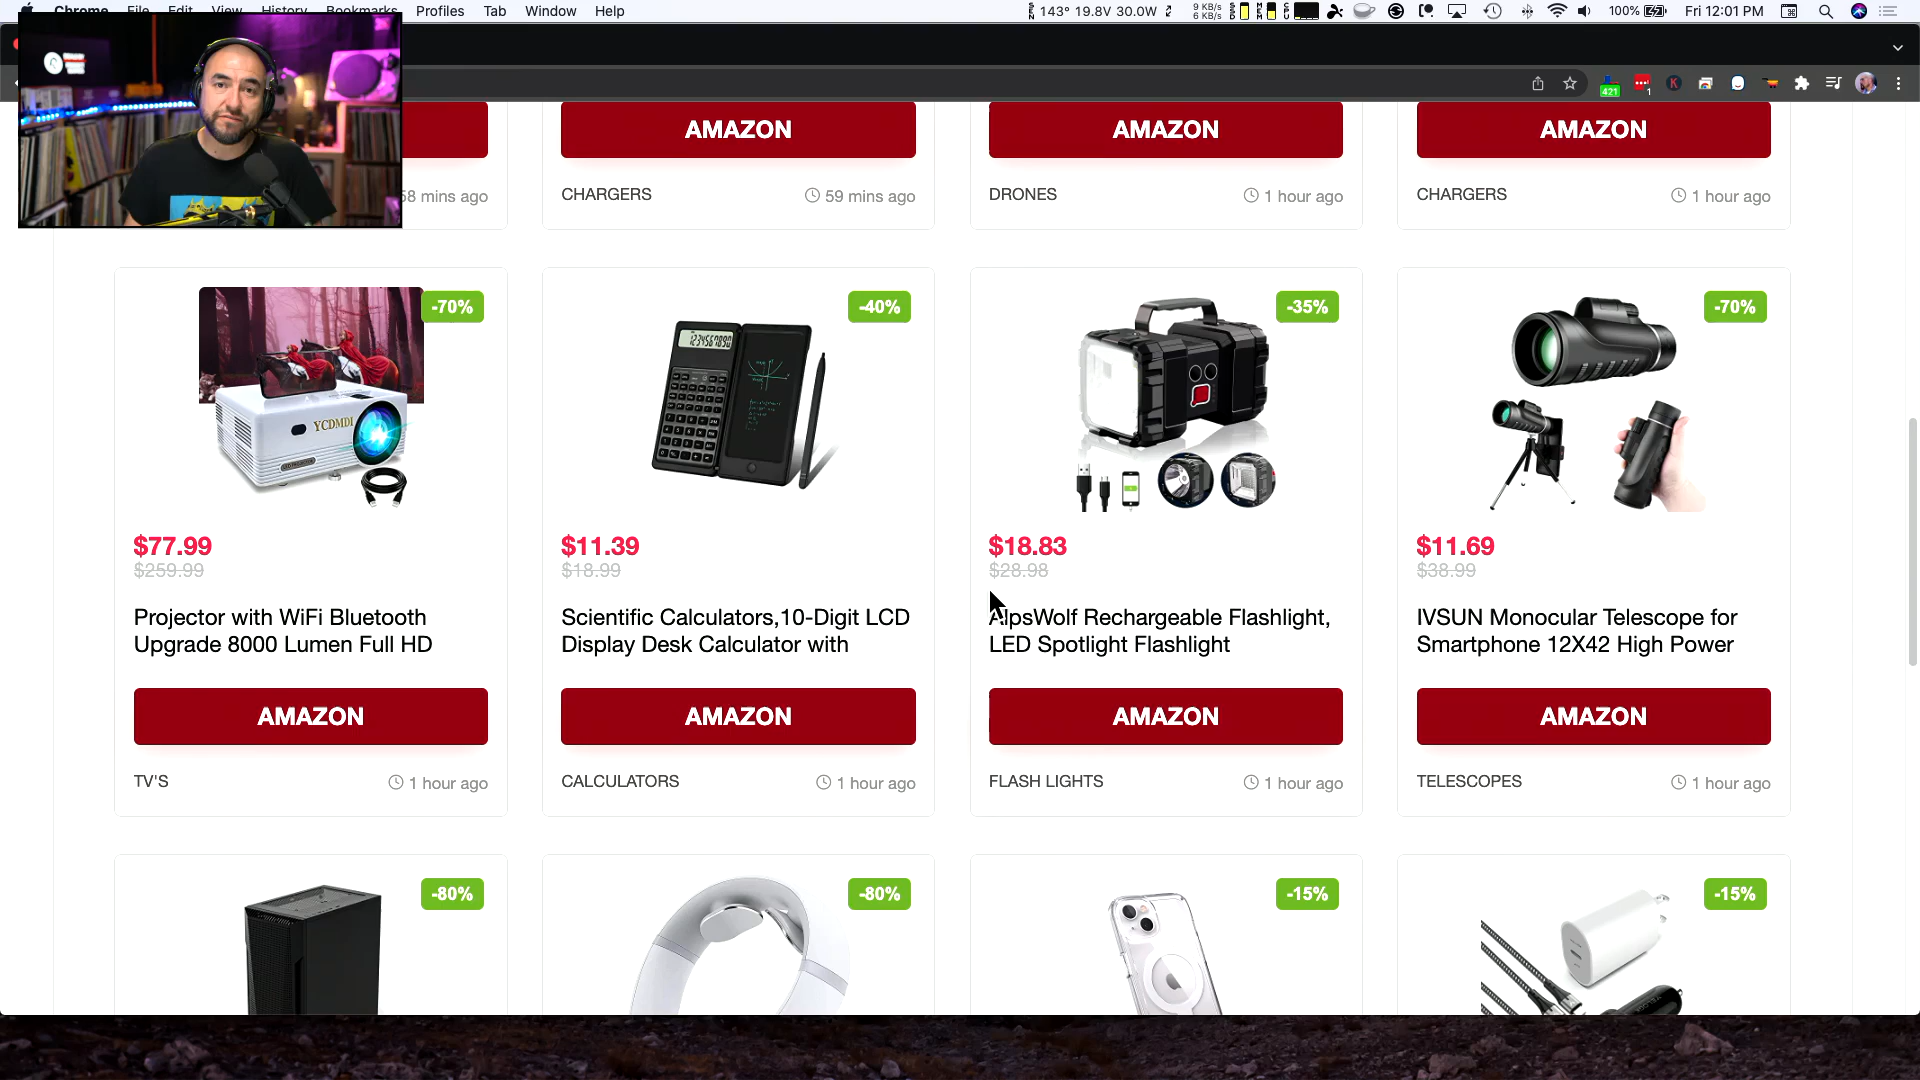 Chrome File Edit View History Bookmarks Profiles Tab Window Help
143° 19.8V 30.0W
9 KB/s
6 KB/s
100%
Fri 12:01 PM
421
1
AMAZON
AMAZON
AMAZON
58 mins ago
CHARGERS
59 mins ago
DRONES
1 hour ago
CHARGERS
1 hour ago
-70%
-40%
-35%
-70%
YCDMDI
$77.99
$259.99
Projector with WiFi Bluetooth
Upgrade 8000 Lumen Full HD
AMAZON
TV'S
1 hour ago
$11.39
$18.99
Scientific Calculators,10-Digit LCD
Display Desk Calculator with
AMAZON
CALCULATORS
1 hour ago
$18.83
$28.98
AlpsWolf Rechargeable Flashlight,
LED Spotlight Flashlight
AMAZON
FLASH LIGHTS
1 hour ago
$11.69
$38.99
IVSUN Monocular Telescope for
Smartphone 12X42 High Power
AMAZON
TELESCOPES
1 hour ago
-80%
-80%
-15%
-15%